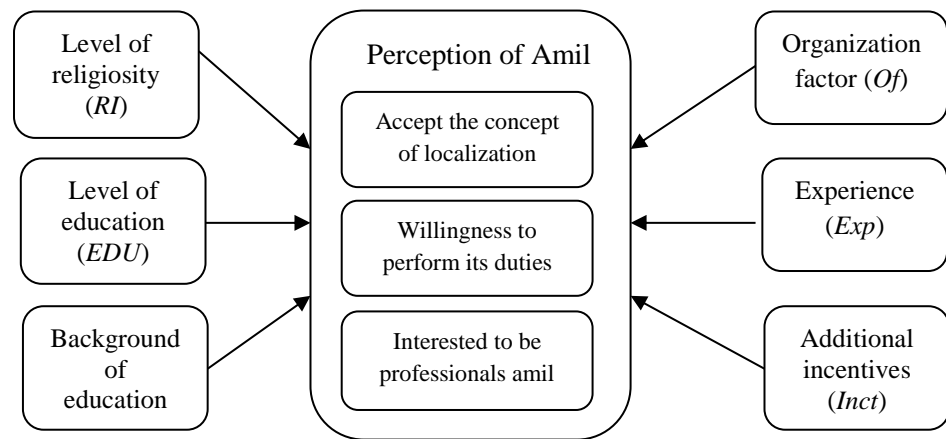 Level of
religiosity
(RI)
Level of
education
(EDU)
Background
of
education
Perception of Amil
Accept the concept
of localization
Willingness to
perform its duties
Interested to be
professionals amil
Organization
factor (Of)
Experience
(Exp)
Additional
incentives
(Inct)